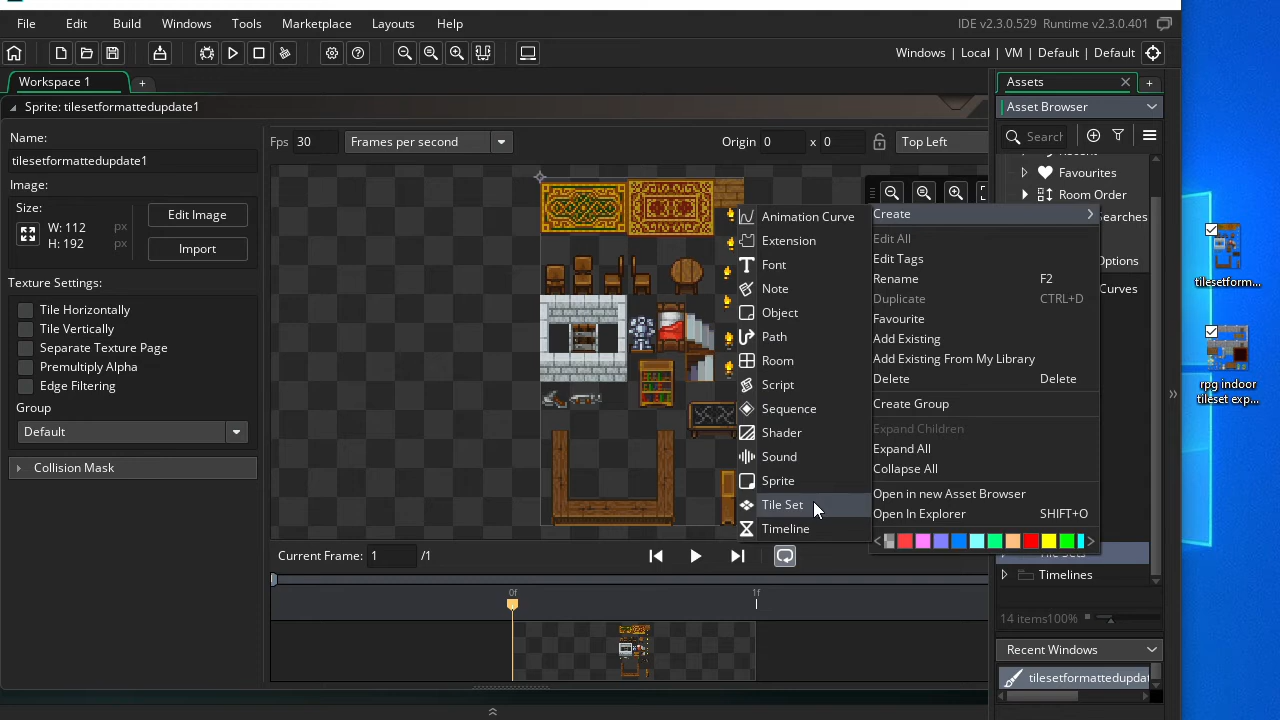 File Edit Build Windows Tools Marketplace Layouts Help IDE v2.3.0.529 Runtime v2.3.0.401
Windows | Local | VM | Default | Default
Workspace 1
Assets
Sprite: tilesetformattedupdate1
Asset Browser
Name:
Fps 30 Frames per second Origin 0 x 0 Top Left
Search
tilesetformattedupdate1
Favourites
Image:
Room Order
Size:
W: 112 px
H: 192 px
Edit Image
Import
Texture Settings:
Tile Horizontally
Tile Vertically
Separate Texture Page
Premultiply Alpha
Edge Filtering
Group
Default
Collision Mask
Animation Curve
Extension
Font
Note
Object
Path
Room
Script
Sequence
Shader
Sound
Sprite
Tile Set
Timeline
Create
Edit All
Edit Tags
Rename F2
Duplicate CTRL+D
Favourite
Add Existing
Add Existing From My Library
Delete Delete
Create Group
Expand Children
Expand All
Collapse All
Open in new Asset Browser
Open In Explorer SHIFT+O
earches
Options
Curves
Tile Sets
Timelines
14 items 100%
Recent Windows
tilesetformattedupdat
Current Frame: 1 /1
0f 1f
tilesetform...
rpg indoor
tileset exp...